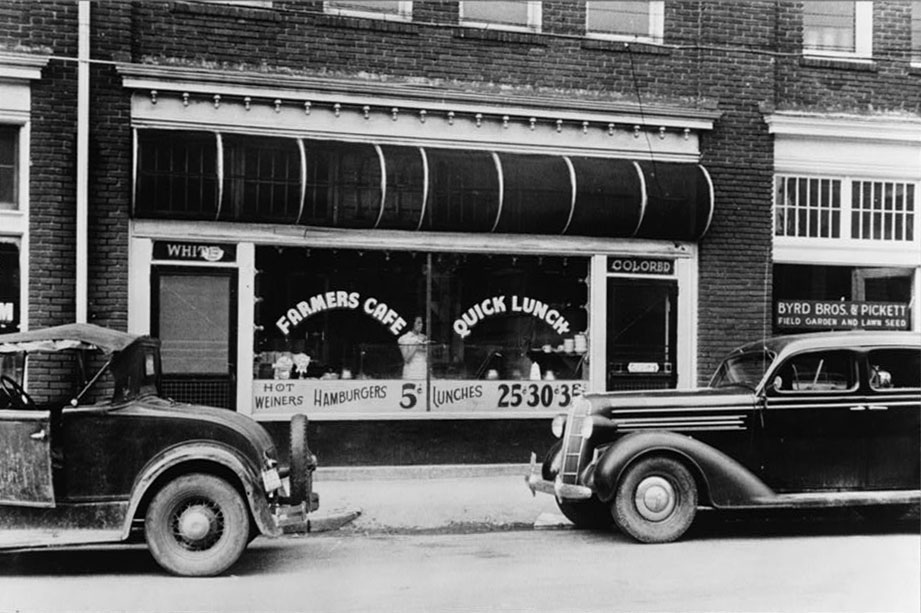 WHITE
COLORED
FARMERS CAFE
QUICK LUNCH
BYRD BROS. & PICKETT
FIELD GARDEN AND LAWN SEED
HOT
WEINERS HAMBURGERS 5¢
LUNCHES 25¢ 30¢ 35¢
M